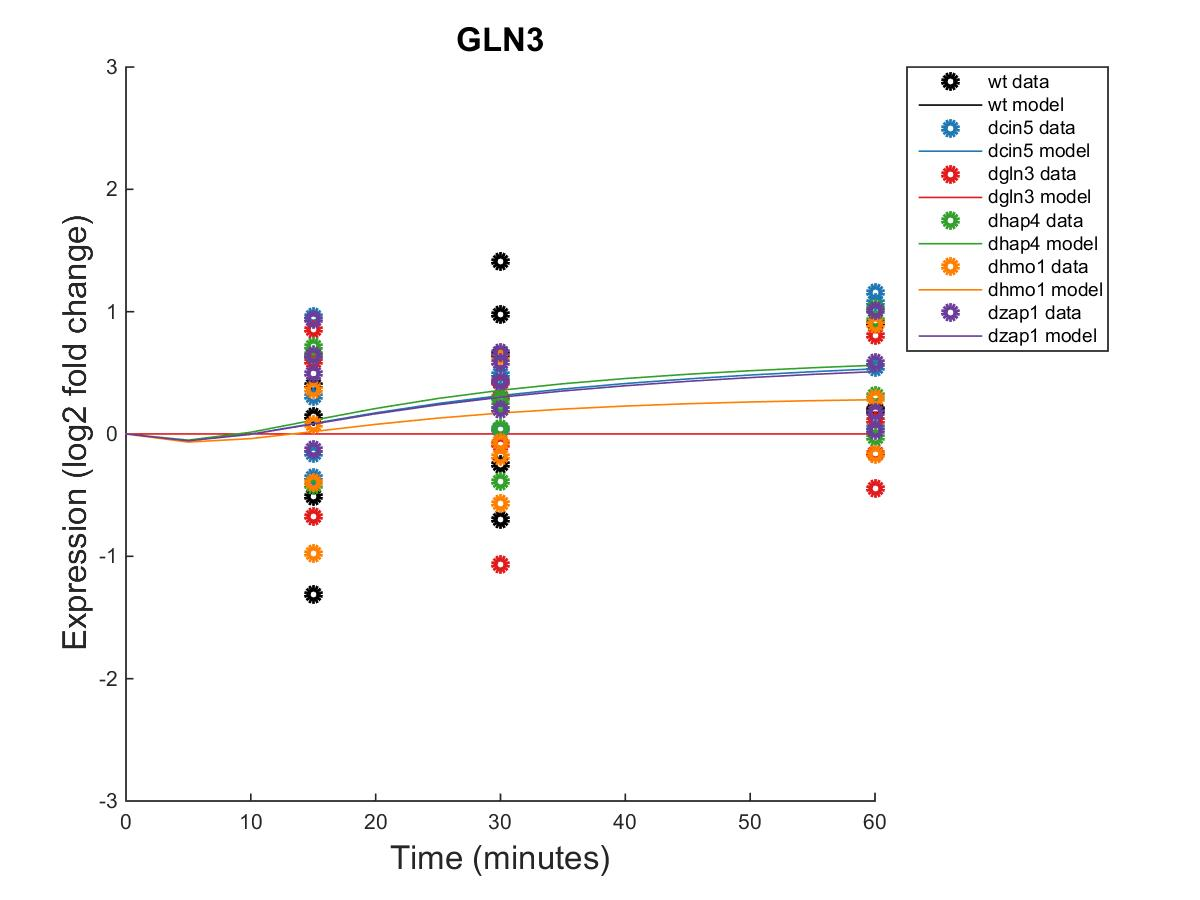 GLN3
3
2
1
0
-1
-2
-3
0 10 20 30 40 50 60
Time (minutes)
Expression (log2 fold change)
wt data
wt model
dcin5 data
dcin5 model
dgln3 data
dgln3 model
dhap4 data
dhap4 model
dhmo1 data
dhmo1 model
dzap1 data
dzap1 model